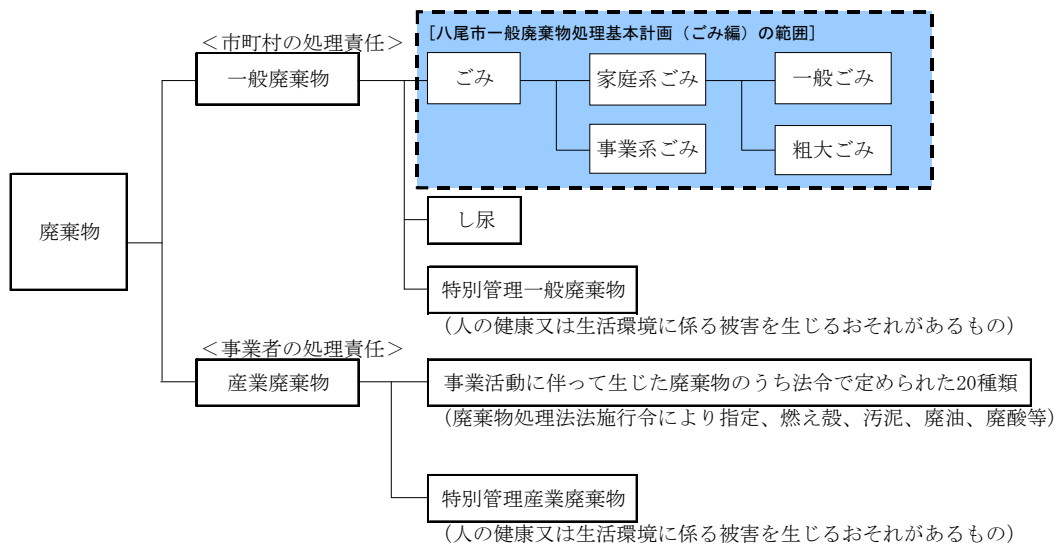 [八尾市一般廃棄物処理基本計画（ごみ編）の範囲]
＜市町村の処理責任＞
一般廃棄物
ごみ
家庭系ごみ
一般ごみ
事業系ごみ
粗大ごみ
廃棄物
し尿
特別管理一般廃棄物
(人の健康又は生活環境に係る被害を生じるおそれがあるもの)
＜事業者の処理責任＞
産業廃棄物
事業活動に伴って生じた廃棄物のうち法令で定められた20種類
(廃棄物処理法法施行令により指定、燃え殻、汚泥、廃油、廃酸等)
特別管理産業廃棄物
(人の健康又は生活環境に係る被害を生じるおそれがあるもの)